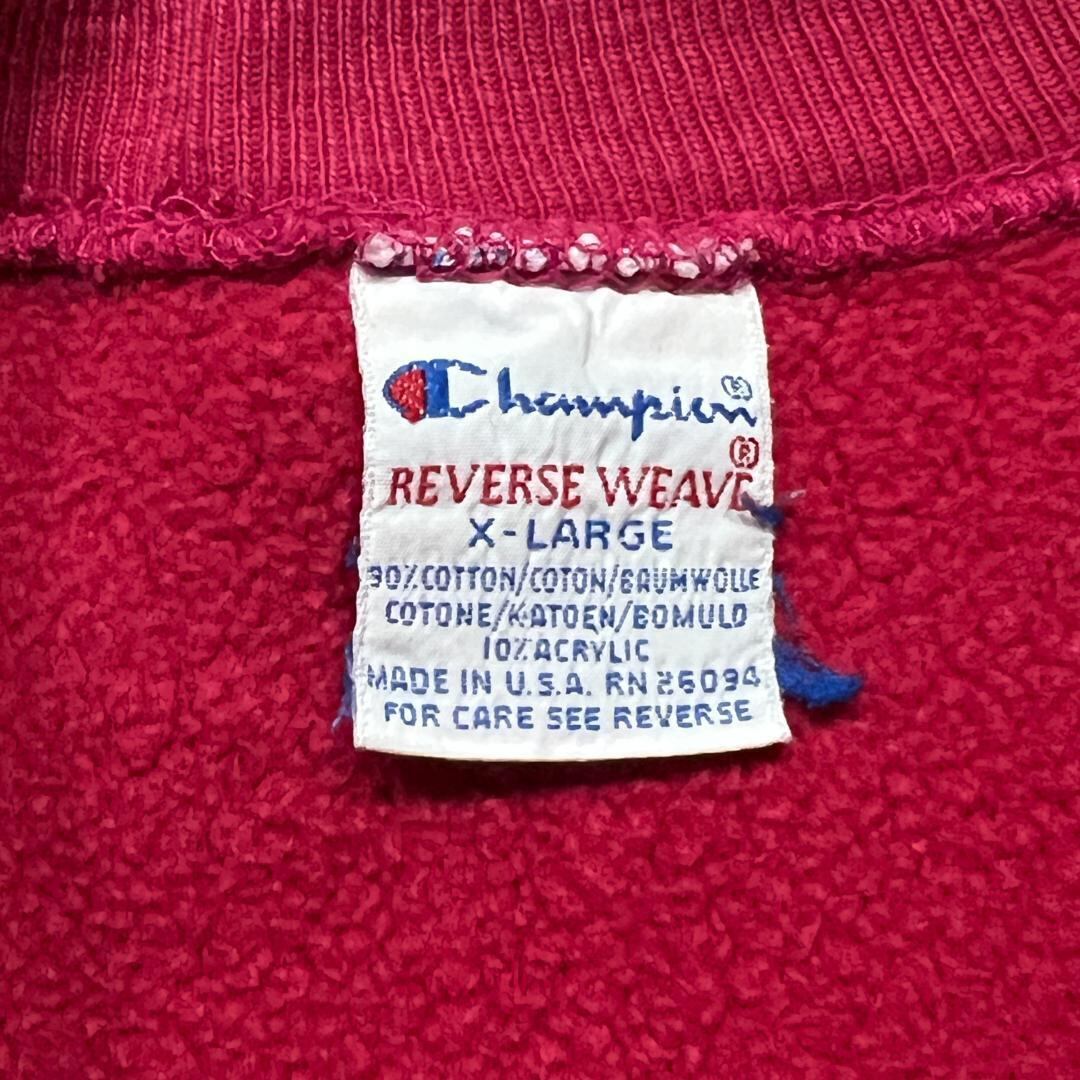 Champion®
REVERSE WEAVE®
X-LARGE
90% COTTON/COTON/BAUMWOLLE
COTONE/KATOEN/BOMULD
10% ACRYLIC
MADE IN U.S.A. RN 26094
FOR CARE SEE REVERSE